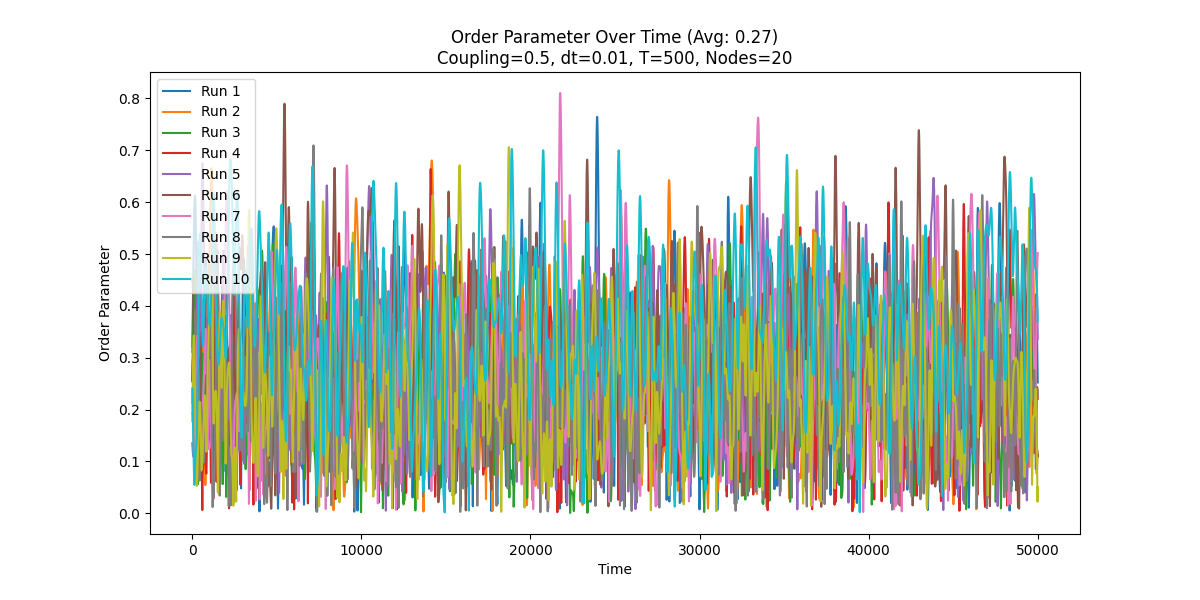 Order Parameter Over Time (Avg: 0.27)
Coupling=0.5, dt=0.01, T=500, Nodes=20
Run 1
Run 2
Run 3
Run 4
Run 5
Run 6
Run 7
Run 8
Run 9
Run 10
Order Parameter
0.8
0.7
0.6
0.5
0.4
0.3
0.2
0.1
0.0
0 10000 20000 30000 40000 50000
Time